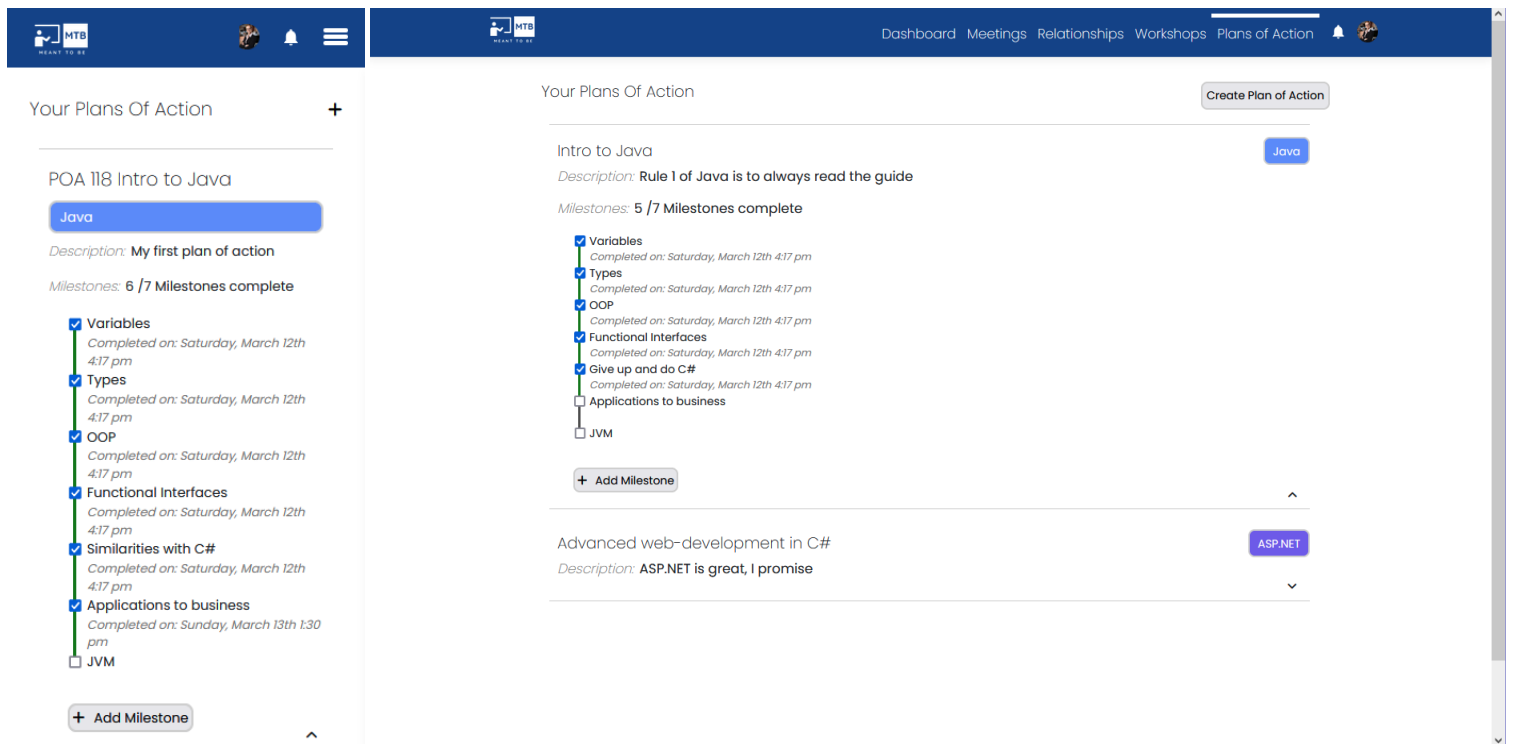 MTB
MEANT TO BE
Your Plans Of Action
+
POA 118 Intro to Java
Java
Description: My first plan of action
Milestones: 6 /7 Milestones complete
Variables
Completed on: Saturday, March 12th
4:17 pm
Types
Completed on: Saturday, March 12th
4:17 pm
OOP
Completed on: Saturday, March 12th
4:17 pm
Functional Interfaces
Completed on: Saturday, March 12th
4:17 pm
Similarities with C#
Completed on: Saturday, March 12th
4:17 pm
Applications to business
Completed on: Sunday, March 13th 1:30
pm
JVM
+ Add Milestone
MTB
MEANT TO BE
Dashboard Meetings Relationships Workshops Plans of Action
Your Plans Of Action
Create Plan of Action
Intro to Java
Java
Description: Rule 1 of Java is to always read the guide
Milestones: 5 /7 Milestones complete
Variables
Completed on: Saturday, March 12th 4:17 pm
Types
Completed on: Saturday, March 12th 4:17 pm
OOP
Completed on: Saturday, March 12th 4:17 pm
Functional Interfaces
Completed on: Saturday, March 12th 4:17 pm
Give up and do C#
Completed on: Saturday, March 12th 4:17 pm
Applications to business
JVM
+ Add Milestone
Advanced web-development in C#
ASP.NET
Description: ASP.NET is great, I promise